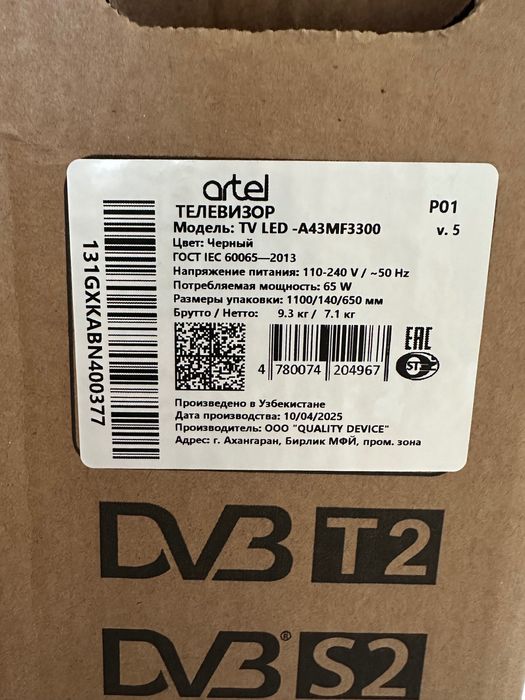 artel
ТЕЛЕВИЗОР
P01
Модель: TV LED -A43MF3300
v. 5
Цвет: Черный
ГОСТ IEC 60065—2013
Напряжение питания: 110-240 V / ~50 Hz
Потребляемая мощность: 65 W
Размеры упаковки: 1100/140/650 мм
Брутто / Нетто: 9.3 кг / 7.1 кг
131GXKABN400377
4 780074 204967
EAC
Произведено в Узбекистане
Дата производства: 10/04/2025
Производитель: ООО "QUALITY DEVICE"
Адрес: г. Ахангаран, Бирлик МФЙ, пром. зона
DVB T2
DVB® S2